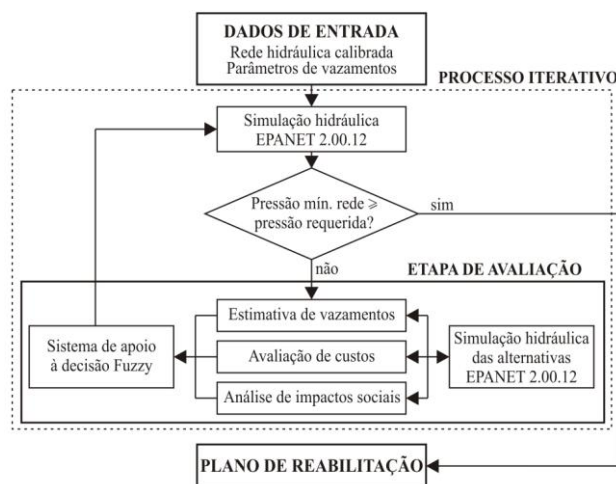 DADOS DE ENTRADA
Rede hidráulica calibrada
Parâmetros de vazamentos
PROCESSO ITERATIVO
Simulação hidráulica
EPANET 2.00.12
Pressão mín. rede ⩾
pressão requerida?
sim
não
ETAPA DE AVALIAÇÃO
Estimativa de vazamentos
Sistema de apoio
à decisão Fuzzy
Avaliação de custos
Simulação hidráulica
das alternativas
EPANET 2.00.12
Análise de impactos sociais
PLANO DE REABILITAÇÃO